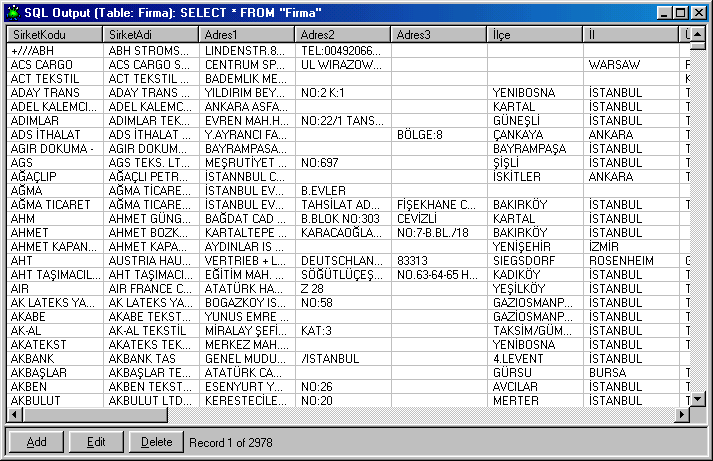 SQL Output (Table: Firma): SELECT * FROM "Firma"
SirketKodu SirketAdi Adres1 Adres2 Adres3 İlçe İl
+///ABH ABH STROMS... LINDENSTR.8... TEL:00492066...
ACS CARGO ACS CARGO S... CENTRUM SP... UL WIRAZOW... WARSAW
ACT TEKSTIL ACT TEKSTIL ... BADEMLIK ME...
ADAY TRANS ADAY TRANS ... YILDIRIM BEY... NO:2 K:1 YENIBOSNA İSTANBUL
ADEL KALEMCI... ADEL KALEMC... ANKARA ASFA... KARTAL İSTANBUL
ADIMLAR ADIMLAR TEK... EVREN MAH.H... NO:22/1 TANS... GÜNEŞLİ İSTANBUL
ADS İTHALAT ADS İTHALAT ... Y.AYRANCI FA... BÖLGE:8 ÇANKAYA ANKARA
AGIR DOKUMA - AGIR DOKUM... BAYRAMPASA... BAYRAMPAŞA İSTANBUL
AGS AGS TEKS. LT... MEŞRUTİYET ... NO:697 ŞİŞLİ İSTANBUL
AĞAÇLIP AĞAÇLI PETR... İSTANNBUL C... İSKİTLER ANKARA
AĞMA AĞMA TİCARE... İSTANBUL EV... B.EVLER
AĞMA TICARET AĞMA TİCARE... İSTANBUL EV... TAHSİLAT AD... FİŞEKHANE C... BAKIRKÖY İSTANBUL
AHM AHMET GÜNG... BAĞDAT CAD ... B.BLOK NO:303 CEVİZLİ KARTAL İSTANBUL
AHMET AHMET BOZK... KARTALTEPE ... KARACAOĞLA... NO:7-B.BL./18 BAKIRKÖY İSTANBUL
AHMET KAPAN... AHMET KAPA... AYDINLAR IS ... YENİŞEHİR İZMİR
AHT AUSTRIA HAU... VERTRIEB + L... DEUTSCHLAN... 83313 SIEGSDORF ROSENHEIM
AHT TAŞIMACIL... AHT TAŞIMACI... EĞİTİM MAH. ... SÖĞÜTLÜÇEŞ... NO.63-64-65 H... KADIKÖY İSTANBUL
AIR AIR FRANCE C... ATATÜRK HA... Z 28 YEŞİLKÖY İSTANBUL
AK LATEKS YA... AK LATEKS YA... BOGAZKOY IS... NO:58 GAZİOSMANP... İSTANBUL
AKABE AKABE TEKST... YUNUS EMRE ... GAZİOSMANP... İSTANBUL
AK-AL AK-AL TEKSTİL MİRALAY ŞEFİ... KAT:3 TAKSİM/GÜM... İSTANBUL
AKATEKST AKATEKS TEK... MERKEZ MAH.... YENİBOSNA İSTANBUL
AKBANK AKBANK TAS GENEL MUDU... /ISTANBUL 4.LEVENT İSTANBUL
AKBAŞLAR AKBAŞLAR TE... ATATÜRK CA... GÜRSU BURSA
AKBEN AKBEN TEKST... ESENYURT Y... NO:26 AVCILAR İSTANBUL
AKBULUT AKBULUT LTD... KERESTECİLE... NO:20 MERTER İSTANBUL
Add Edit Delete Record 1 of 2978